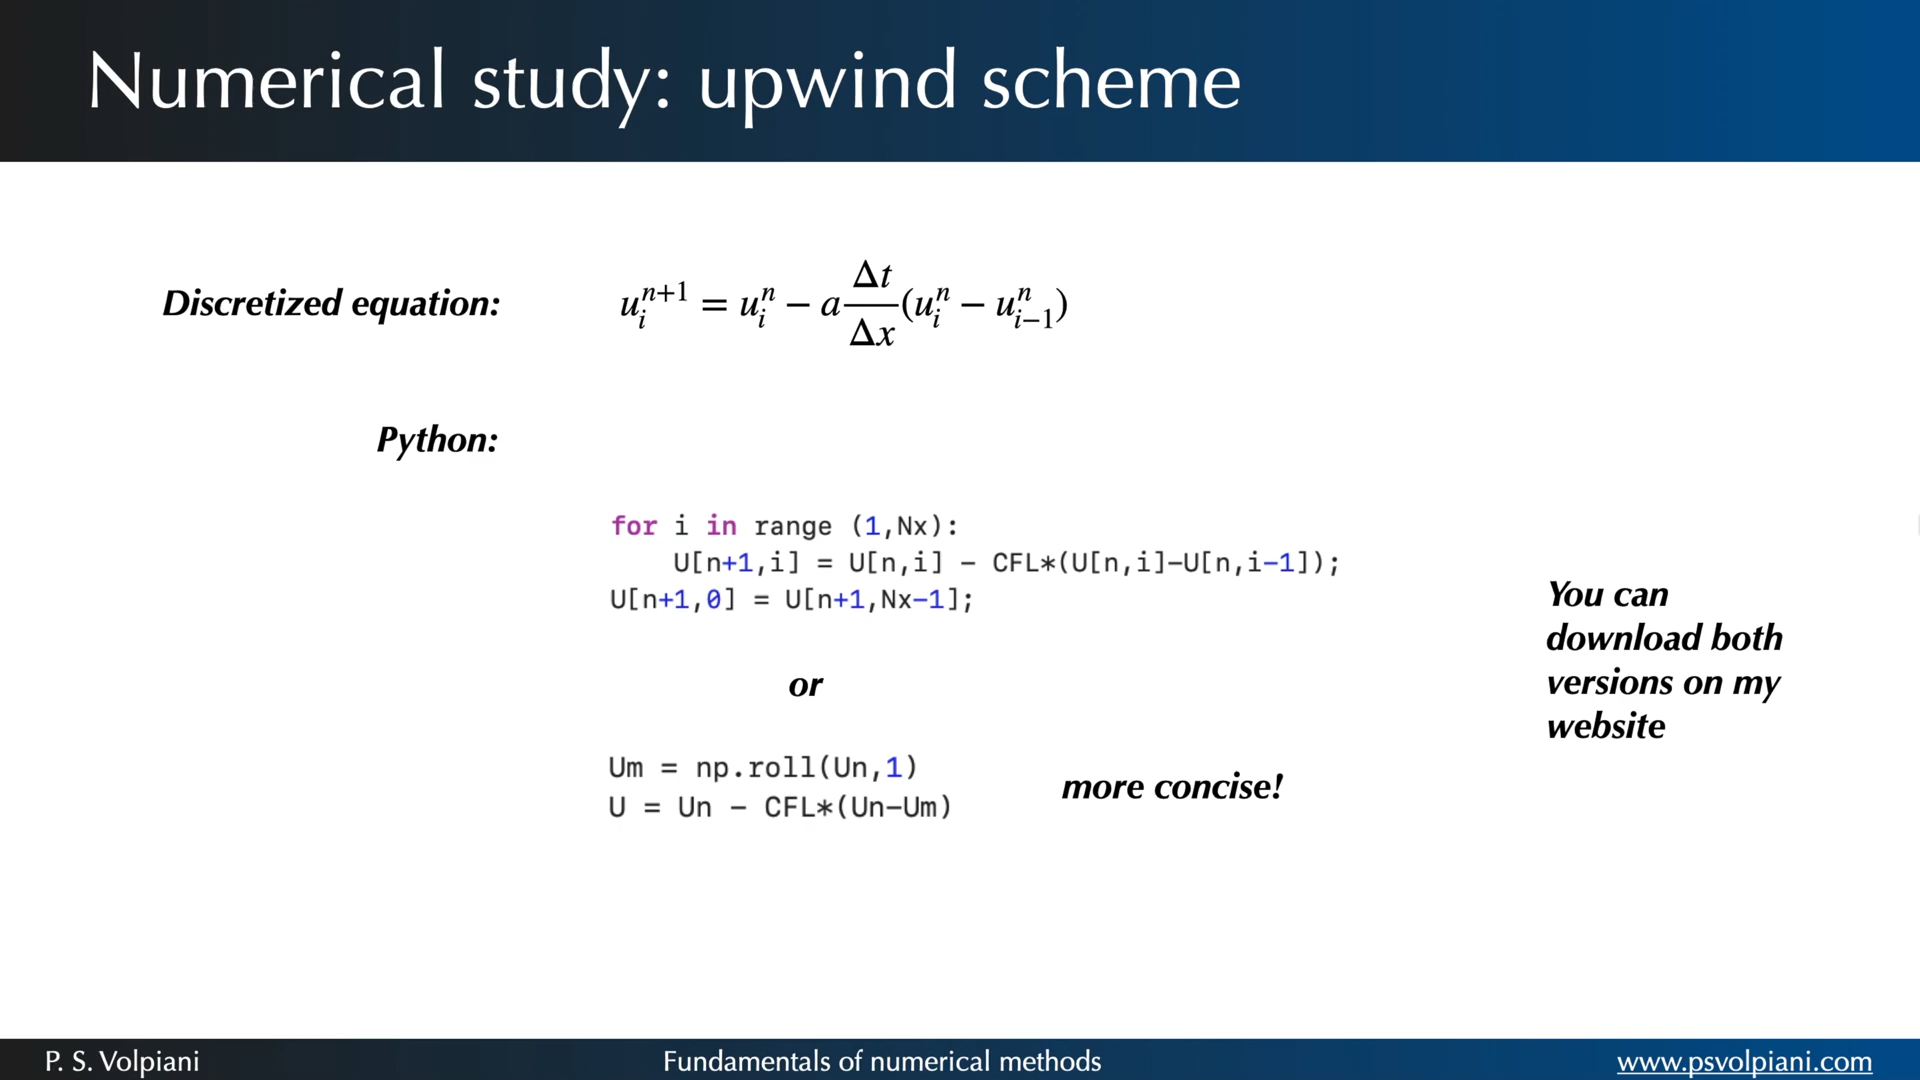 Numerical study: upwind scheme
Discretized equation:
u_i^{n+1} = u_i^n − a \frac{Δt}{Δx}(u_i^n − u_{i−1}^n)
Python:
for i in range (1,Nx):
    U[n+1,i] = U[n,i] − CFL*(U[n,i]−U[n,i−1]);
U[n+1,0] = U[n+1,Nx−1];
or
Um = np.roll(Un,1)
U = Un − CFL*(Un−Um)
more concise!
You can
download both
versions on my
website
P. S. Volpiani
Fundamentals of numerical methods
www.psvolpiani.com